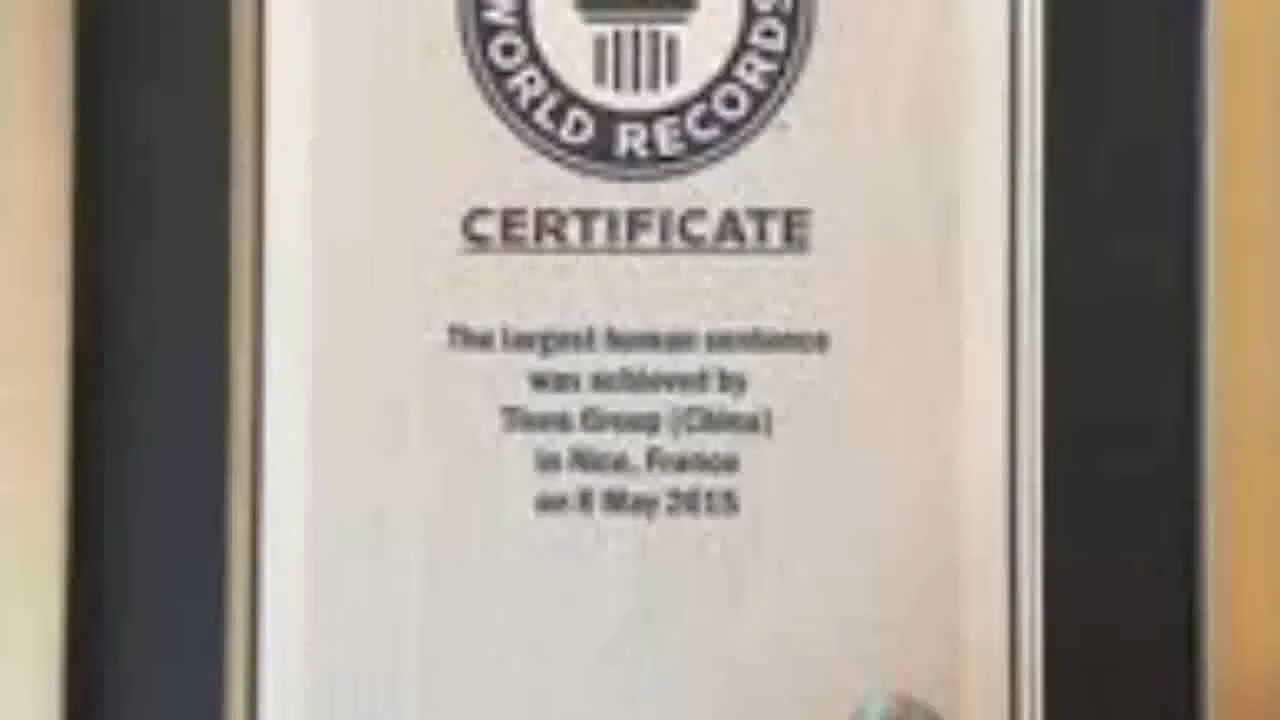 WORLD RECORDS
CERTIFICATE
The largest human sentence
was achieved by
Tiens Group (China)
in Nice, France
on 8 May 2015